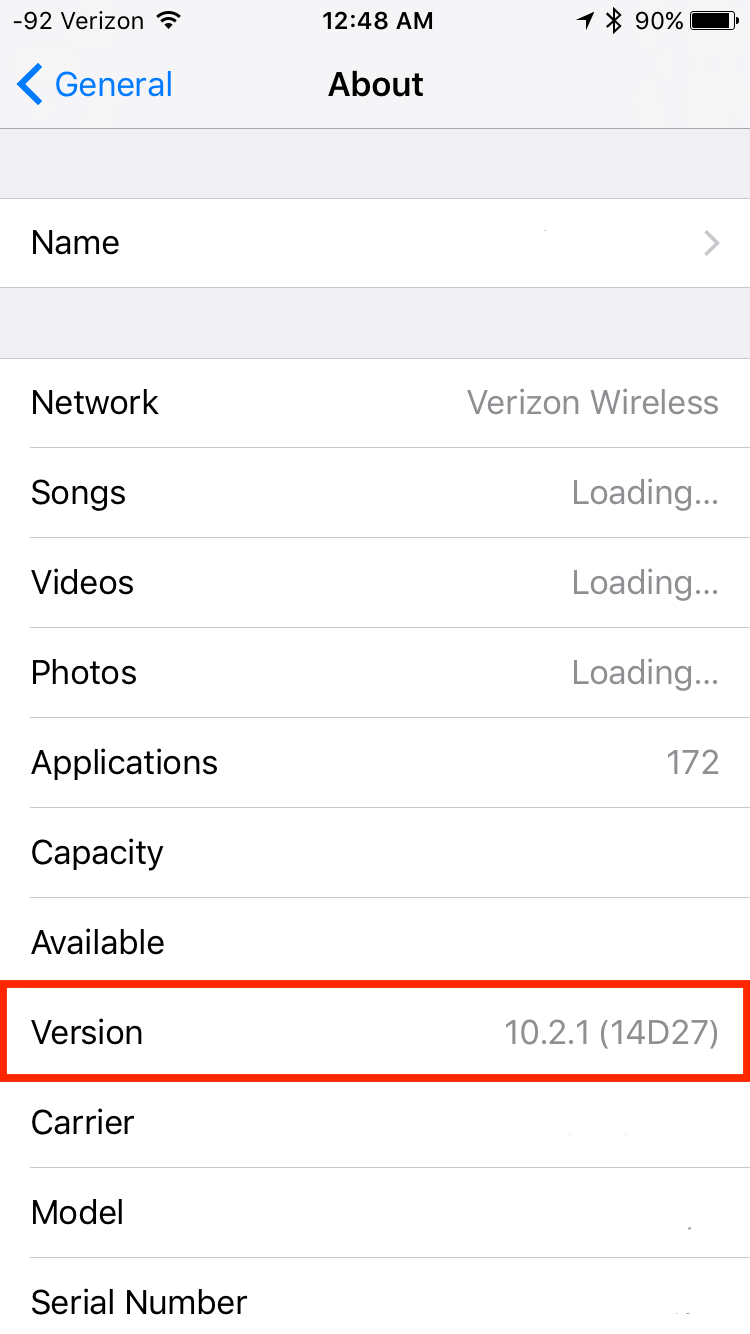 -92 Verizon 12:48 AM 90%
General About
Name
Network Verizon Wireless
Songs Loading...
Videos Loading...
Photos Loading...
Applications 172
Capacity
Available
Version 10.2.1 (14D27)
Carrier
Model
Serial Number